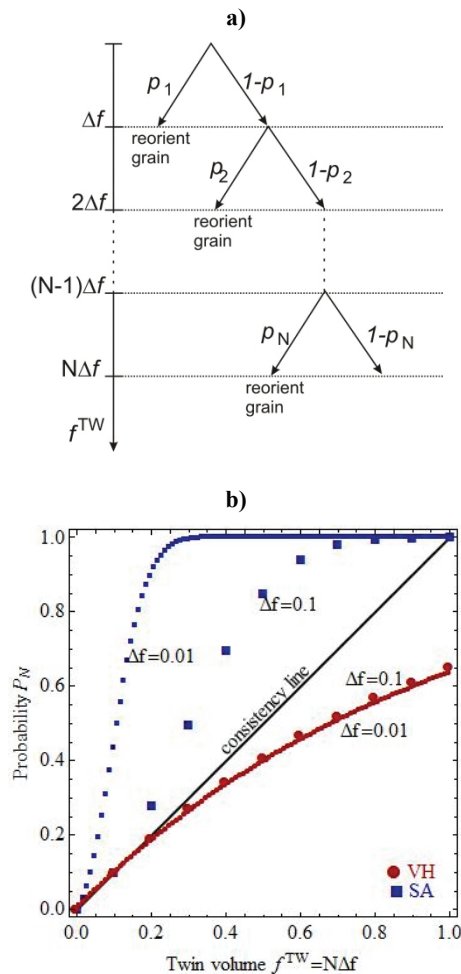 a)
p1
1-p1
Δf
reorient
grain
p2
1-p2
2Δf
reorient
grain
(N-1)Δf
pN
1-pN
NΔf
reorient
grain
f^TW
b)
1.0
0.8
0.6
0.4
0.2
0.0
Probability PN
Δf=0.01
Δf=0.1
consistency line
Δf=0.1
Δf=0.01
VH
SA
0.0 0.2 0.4 0.6 0.8 1.0
Twin volume f^TW=NΔf